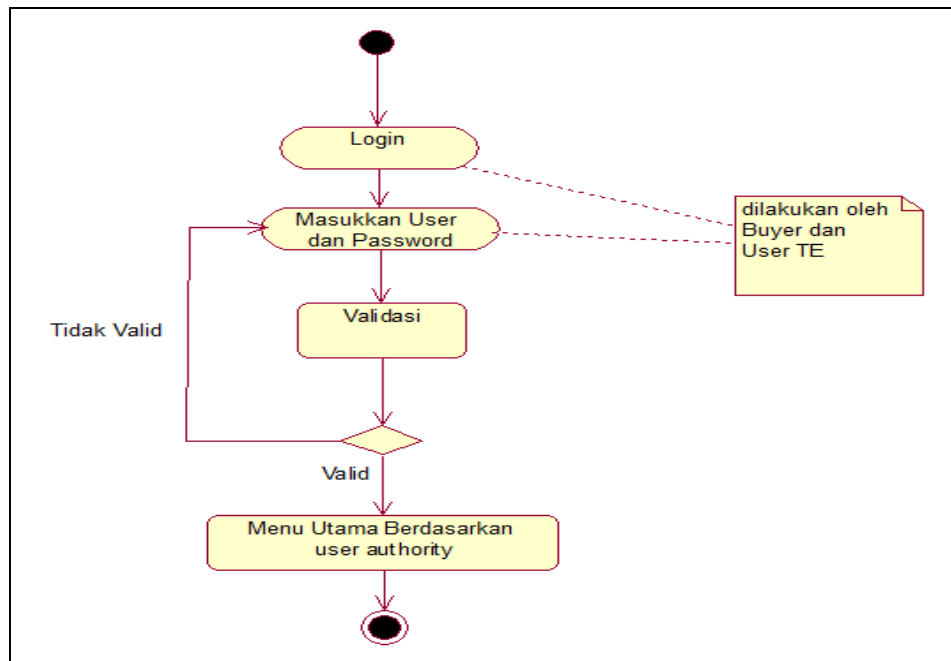 Login
Masukkan User
dan Password
dilakukan oleh
Buyer dan
User TE
Validasi
Tidak Valid
Valid
Menu Utama Berdasarkan
user authority